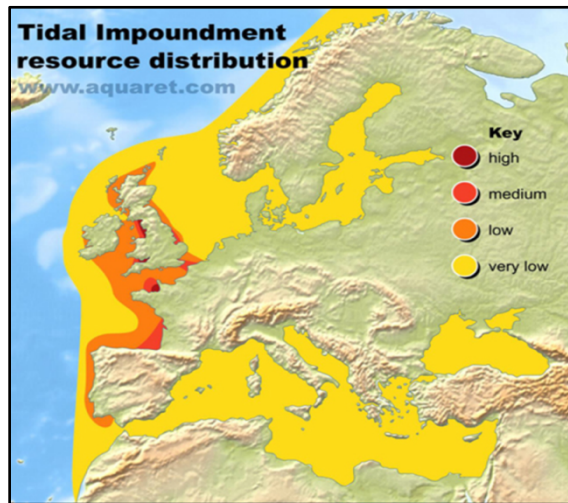 Tidal Impoundment
resource distribution
www.aquaret.com
Key
high
medium
low
very low